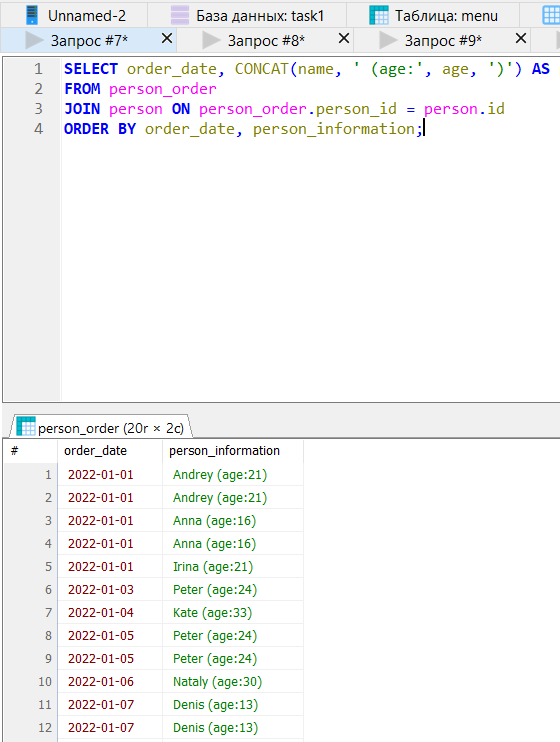 Unnamed-2 База данных: task1 Таблица: menu
Запрос #7* Запрос #8* Запрос #9*
1 SELECT order_date, CONCAT(name, ' (age:', age, ')') AS
2 FROM person_order
3 JOIN person ON person_order.person_id = person.id
4 ORDER BY order_date, person_information;
person_order (20r × 2c)
# order_date person_information
1 2022-01-01 Andrey (age:21)
2 2022-01-01 Andrey (age:21)
3 2022-01-01 Anna (age:16)
4 2022-01-01 Anna (age:16)
5 2022-01-01 Irina (age:21)
6 2022-01-03 Peter (age:24)
7 2022-01-04 Kate (age:33)
8 2022-01-05 Peter (age:24)
9 2022-01-05 Peter (age:24)
10 2022-01-06 Nataly (age:30)
11 2022-01-07 Denis (age:13)
12 2022-01-07 Denis (age:13)